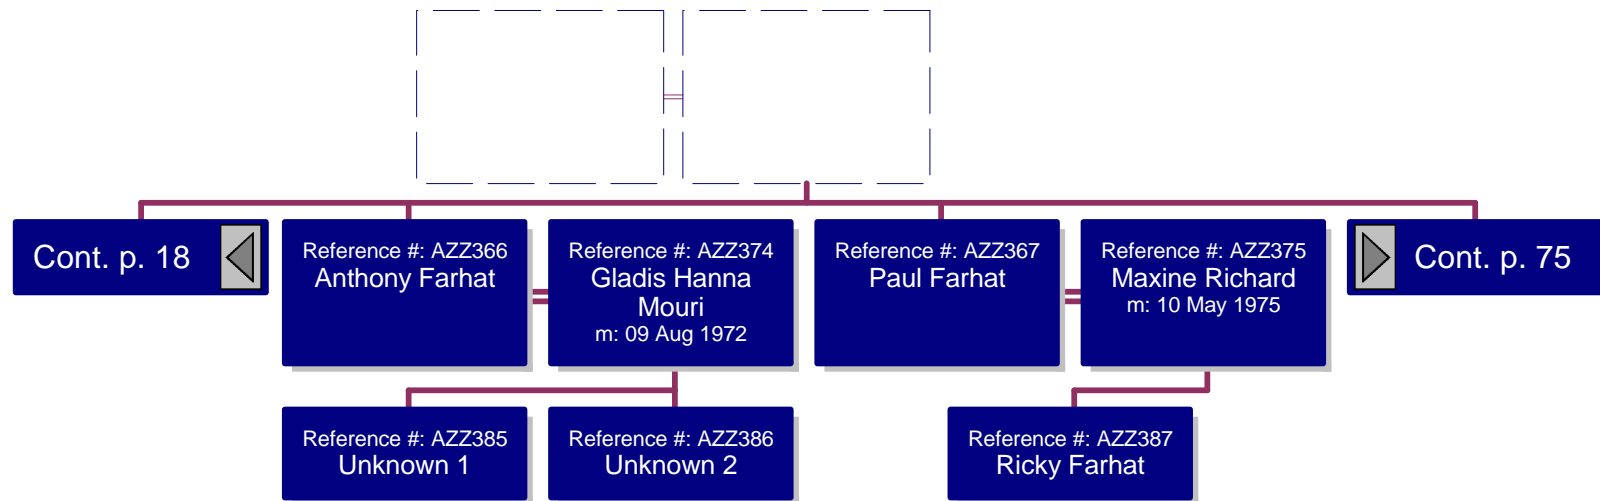 Cont. p. 18
Reference #: AZZ366
Anthony Farhat
Reference #: AZZ374
Gladis Hanna
Mouri
m: 09 Aug 1972
Reference #: AZZ367
Paul Farhat
Reference #: AZZ375
Maxine Richard
m: 10 May 1975
Cont. p. 75
Reference #: AZZ385
Unknown 1
Reference #: AZZ386
Unknown 2
Reference #: AZZ387
Ricky Farhat